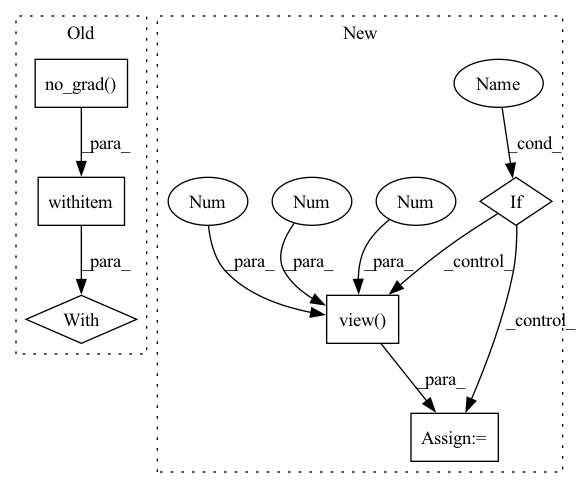 Old
New
no_grad()
Name
_para_
_cond_
withitem
Num
Num
Num
If
_para_
_para_
_para_
_para_
_control_
With
view()
_control_
_para_
Assign:=